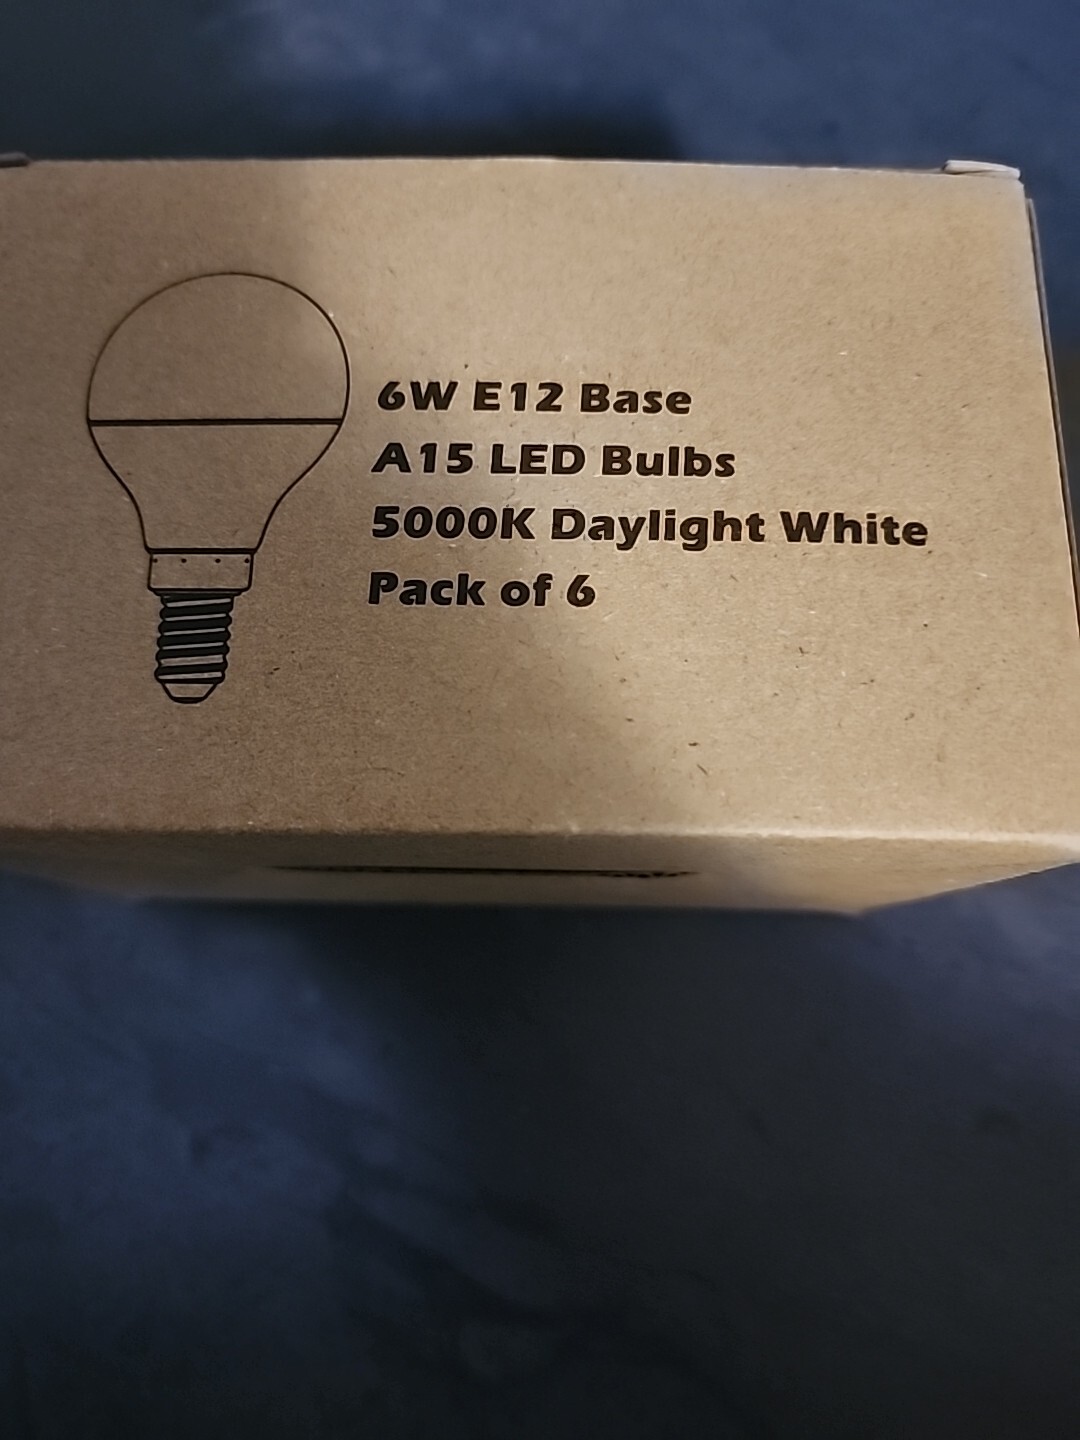 6W E12 Base
A15 LED Bulbs
5000K Daylight White
Pack of 6